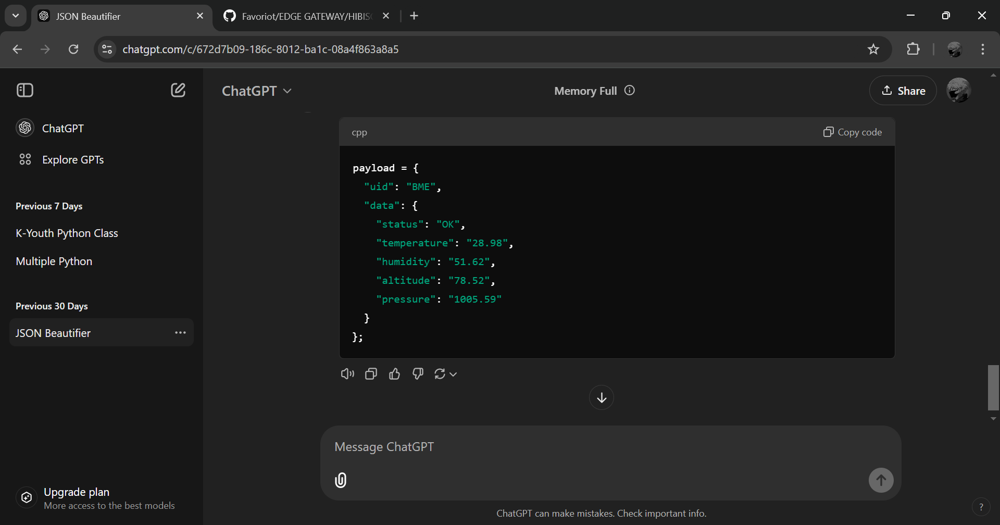 JSON Beautifier
Favoriot/EDGE GATEWAY/HIBIS
chatgpt.com/c/672d7b09-186c-8012-ba1c-08a4f863a8a5
ChatGPT
Memory Full
Share
ChatGPT
Explore GPTs
Previous 7 Days
K-Youth Python Class
Multiple Python
Previous 30 Days
JSON Beautifier
Upgrade plan
More access to the best models
cpp
Copy code
payload = {
"uid": "BME",
"data": {
"status": "OK",
"temperature": "28.98",
"humidity": "51.62",
"altitude": "78.52",
"pressure": "1005.59"
}
};
Message ChatGPT
ChatGPT can make mistakes. Check important info.
?